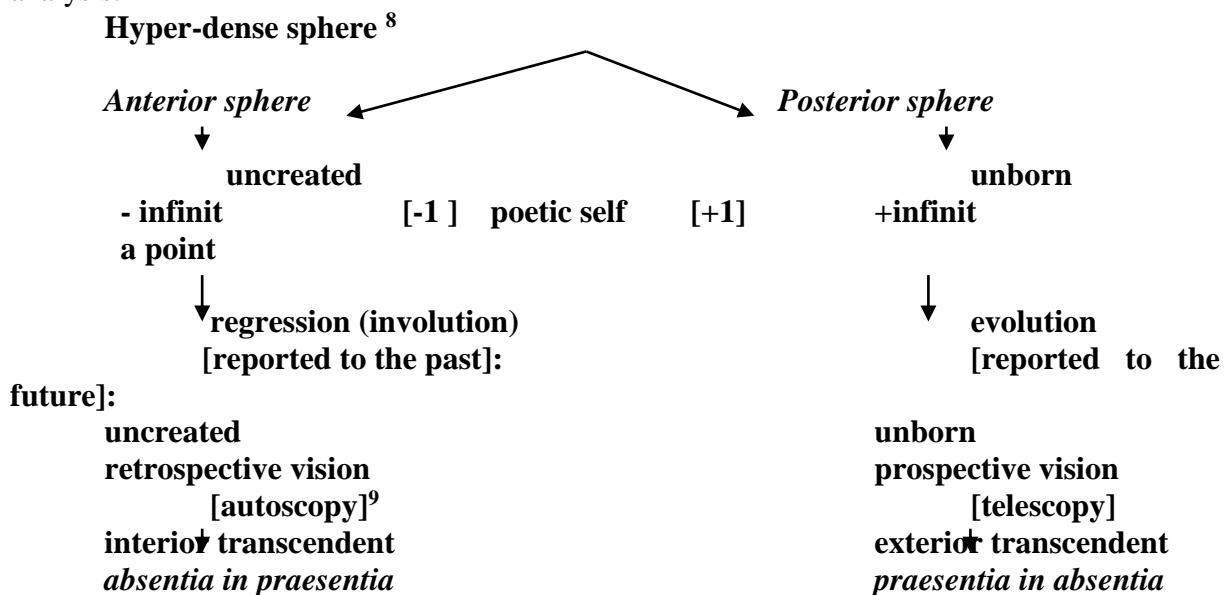 Hyper-dense sphere 8
Anterior sphere Posterior sphere
uncreated unborn
- infinit [-1 ] poetic self [+1] +infinit
a point
regression (involution) evolution
[reported to the past]: [reported to the
future]:
uncreated unborn
retrospective vision prospective vision
[autoscopy]9 [telescopy]
interior transcendent exterior transcendent
absentia in praesentia praesentia in absentia